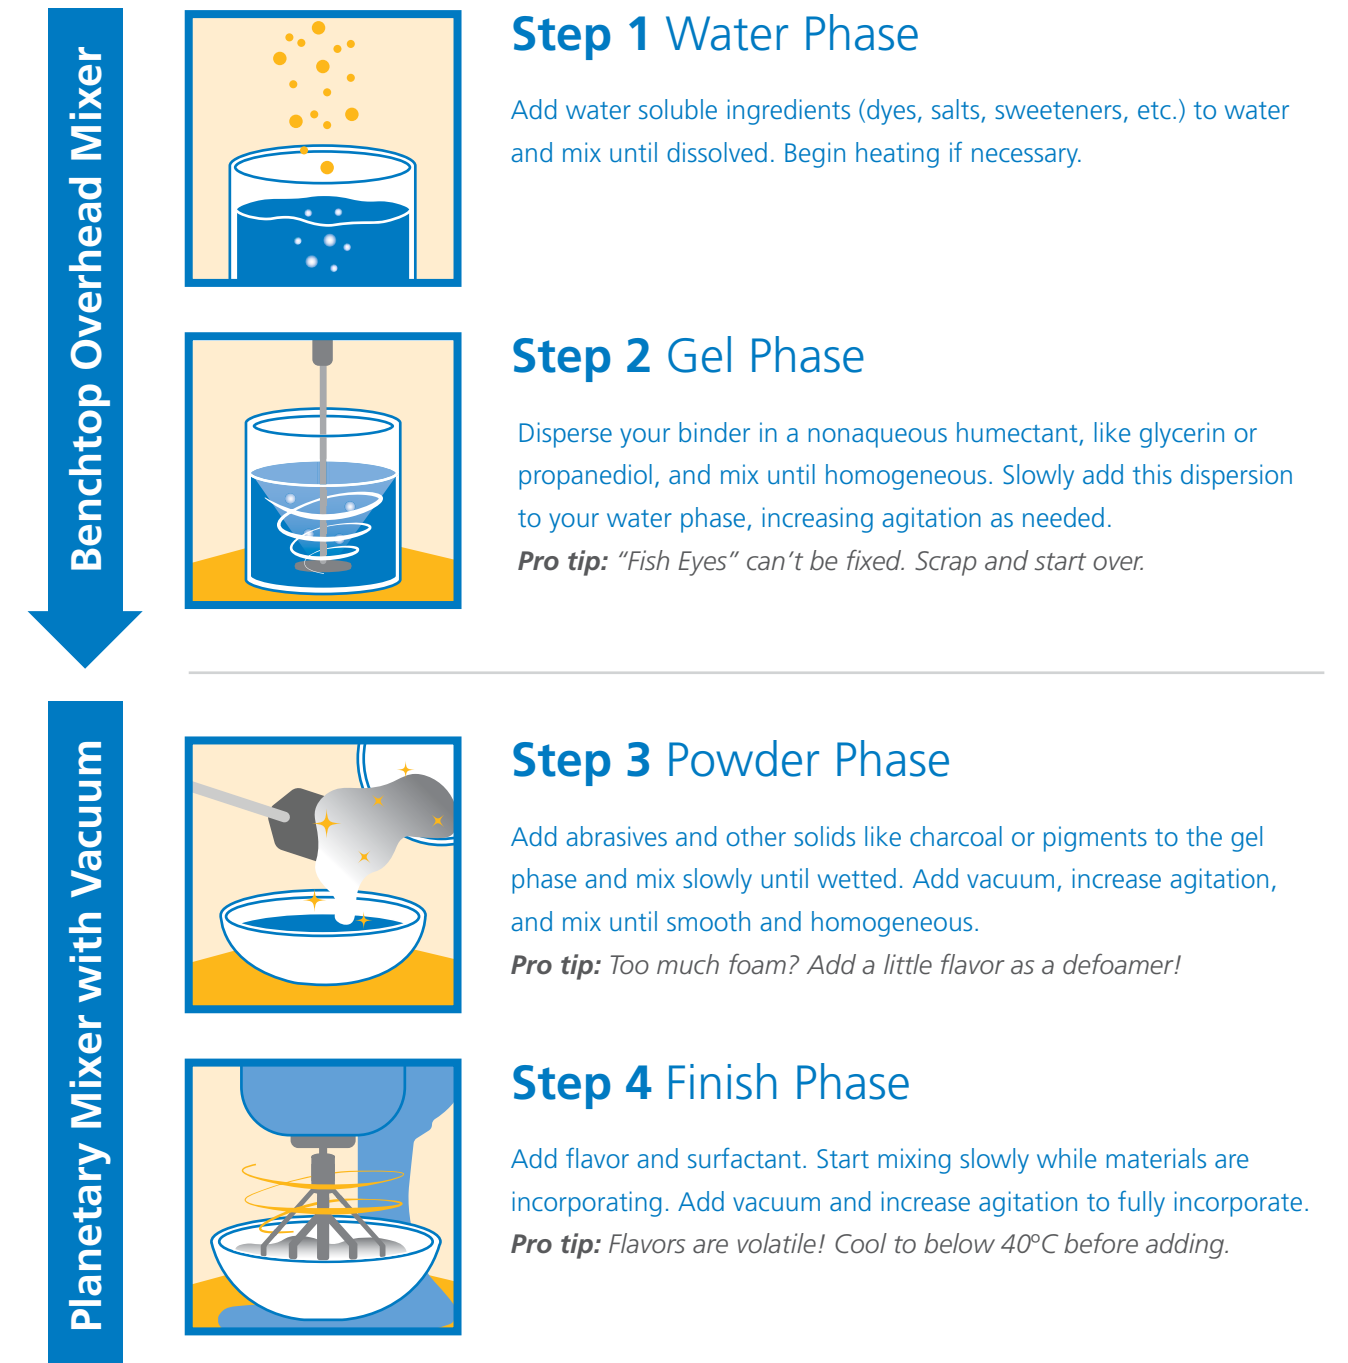 Benchtop Overhead Mixer
Step 1 Water Phase
Add water soluble ingredients (dyes, salts, sweeteners, etc.) to water
and mix until dissolved. Begin heating if necessary.
Step 2 Gel Phase
Disperse your binder in a nonaqueous humectant, like glycerin or
propanediol, and mix until homogeneous. Slowly add this dispersion
to your water phase, increasing agitation as needed.
Pro tip: “Fish Eyes” can’t be fixed. Scrap and start over.
Planetary Mixer with Vacuum
Step 3 Powder Phase
Add abrasives and other solids like charcoal or pigments to the gel
phase and mix slowly until wetted. Add vacuum, increase agitation,
and mix until smooth and homogeneous.
Pro tip: Too much foam? Add a little flavor as a defoamer!
Step 4 Finish Phase
Add flavor and surfactant. Start mixing slowly while materials are
incorporating. Add vacuum and increase agitation to fully incorporate.
Pro tip: Flavors are volatile! Cool to below 40ºC before adding.